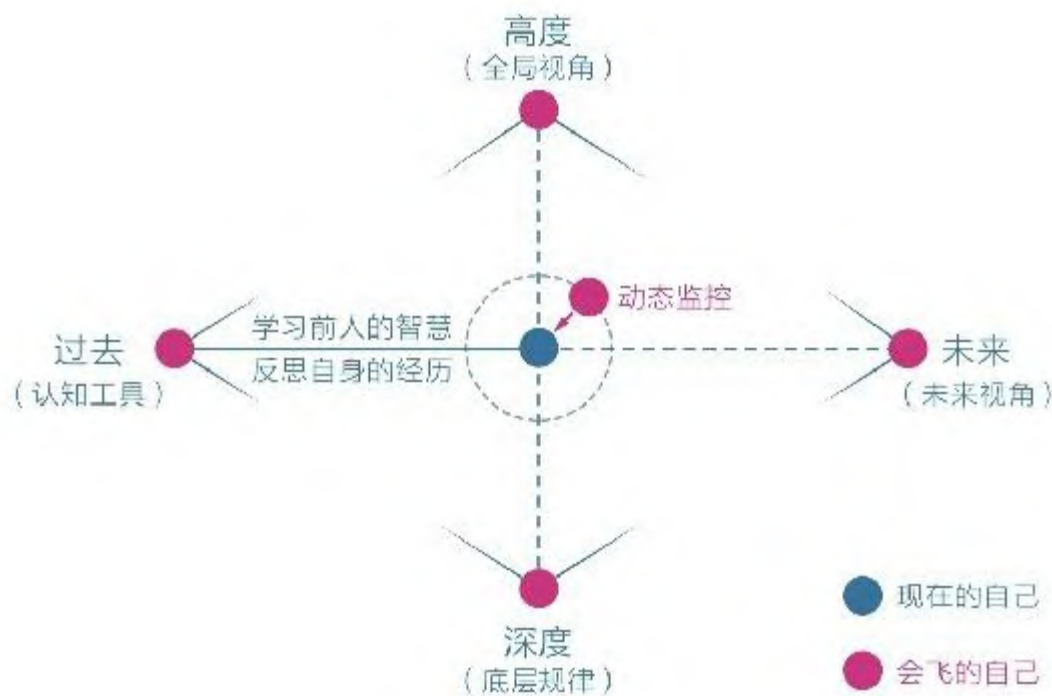 高度
（全局视角）
动态监控
学习前人的智慧
过去
反思自身的经历
（认知工具）
未来
（未来视角）
现在的自己
深度
（底层规律）
会飞的自己